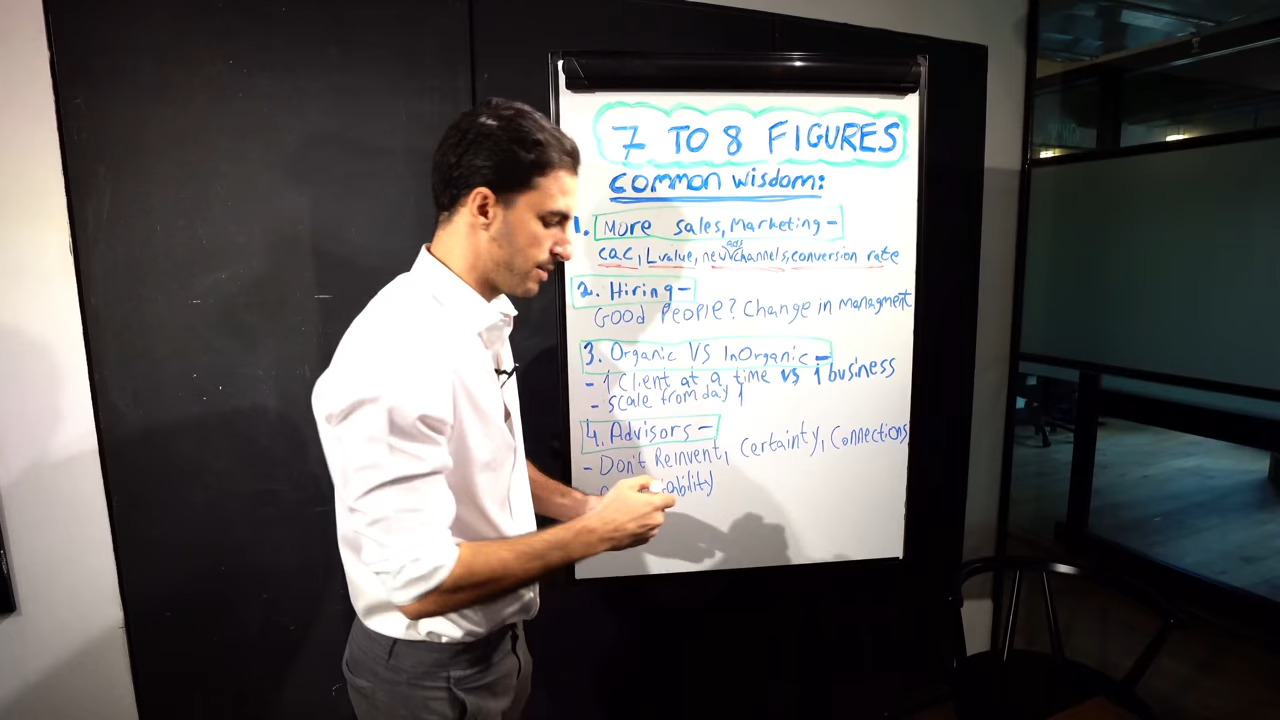 7 TO 8 FIGURES
common wisdom:
1. More sales, Marketing -
cac, Lvalue, new ads channels, conversion rate
2. Hiring -
Good People? Change in managment
3. Organic VS InOrganic -
- 1 Client at a time vs 1 business
- scale from day 1
4. Advisors -
- Don't Reinvent, Certainty, Connections